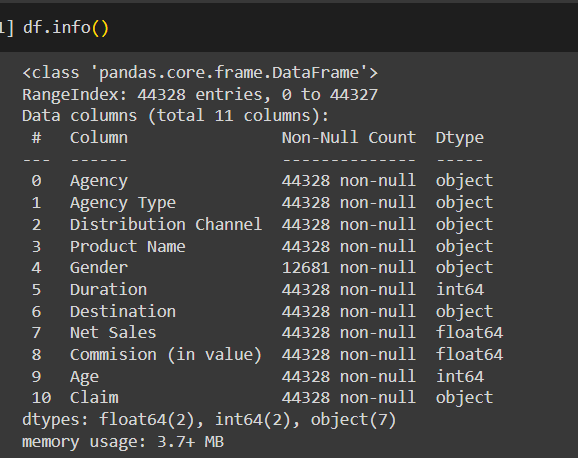 1] df.info()
<class 'pandas.core.frame.DataFrame'>
RangeIndex: 44328 entries, 0 to 44327
Data columns (total 11 columns):
 #   Column                Non-Null Count  Dtype
---  ------                --------------  -----
 0   Agency                44328 non-null  object
 1   Agency Type           44328 non-null  object
 2   Distribution Channel  44328 non-null  object
 3   Product Name          44328 non-null  object
 4   Gender                12681 non-null  object
 5   Duration              44328 non-null  int64
 6   Destination           44328 non-null  object
 7   Net Sales             44328 non-null  float64
 8   Commision (in value)  44328 non-null  float64
 9   Age                   44328 non-null  int64
 10  Claim                 44328 non-null  object
dtypes: float64(2), int64(2), object(7)
memory usage: 3.7+ MB